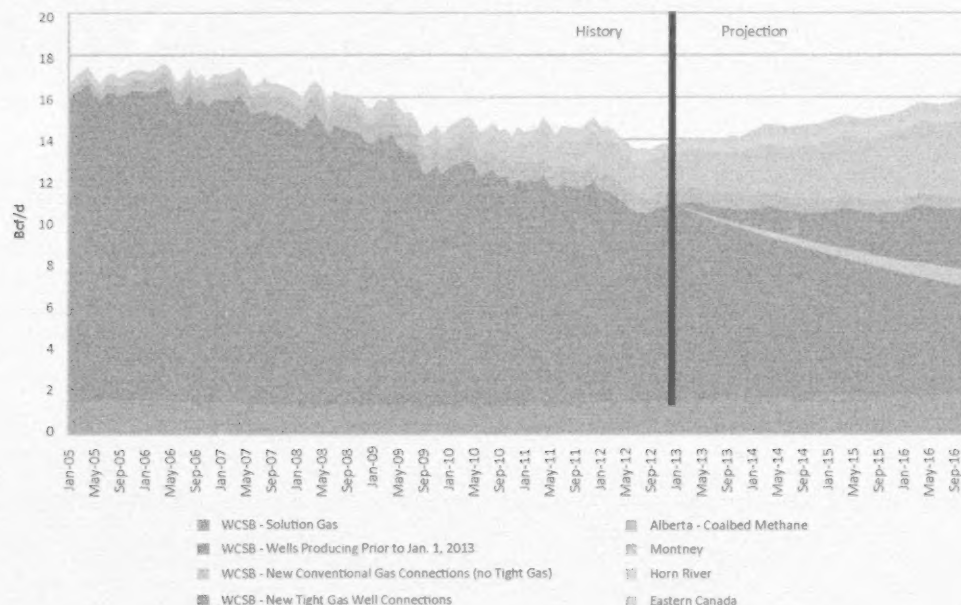 History Projection
20
18
16
14
12
10
8
6
4
2
0
Bcf/d
Jan-05
May-05
Sep-05
Jan-06
May-06
Sep-06
Jan-07
May-07
Sep-07
Jan-08
May-08
Sep-08
Jan-09
May-09
Sep-09
Jan-10
May-10
Sep-10
Jan-11
May-11
Sep-11
Jan-12
May-12
Sep-12
Jan-13
May-13
Sep-13
Jan-14
May-14
Sep-14
Jan-15
May-15
Sep-15
Jan-16
May-16
Sep-16
WCSB - Solution Gas
WCSB - Wells Producing Prior to Jan. 1, 2013
WCSB - New Conventional Gas Connections (no Tight Gas)
WCSB - New Tight Gas Well Connections
Alberta - Coalbed Methane
Montney
Horn River
Eastern Canada